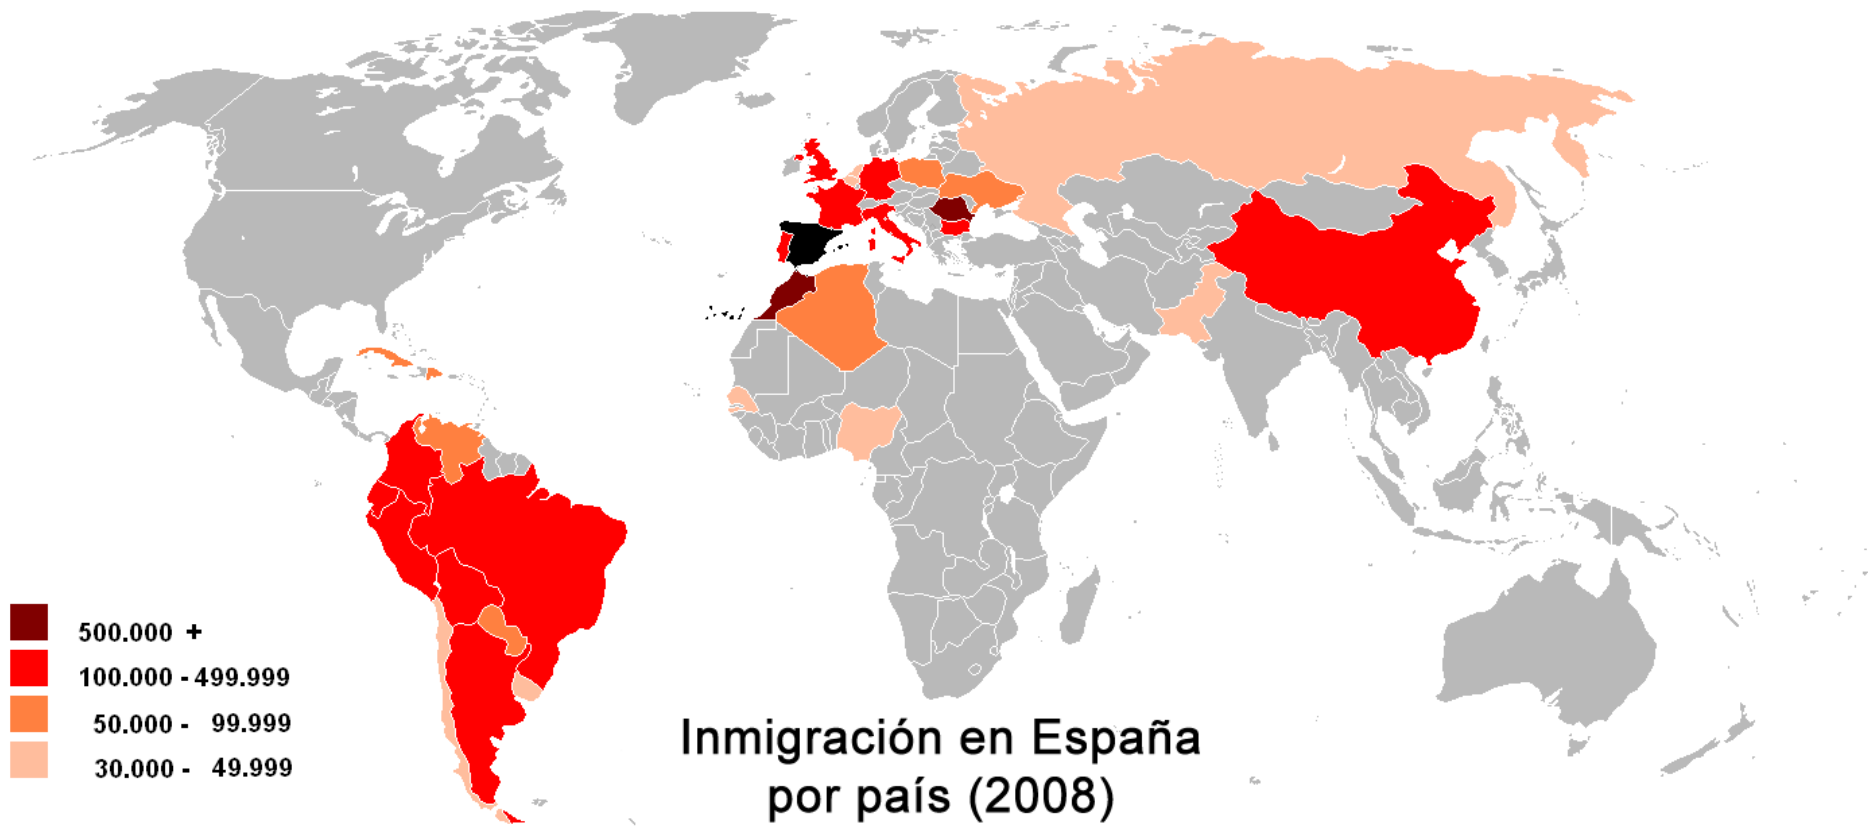 500.000 +
100.000 - 499.999
50.000 - 99.999
30.000 - 49.999
Inmigración en España
por país (2008)